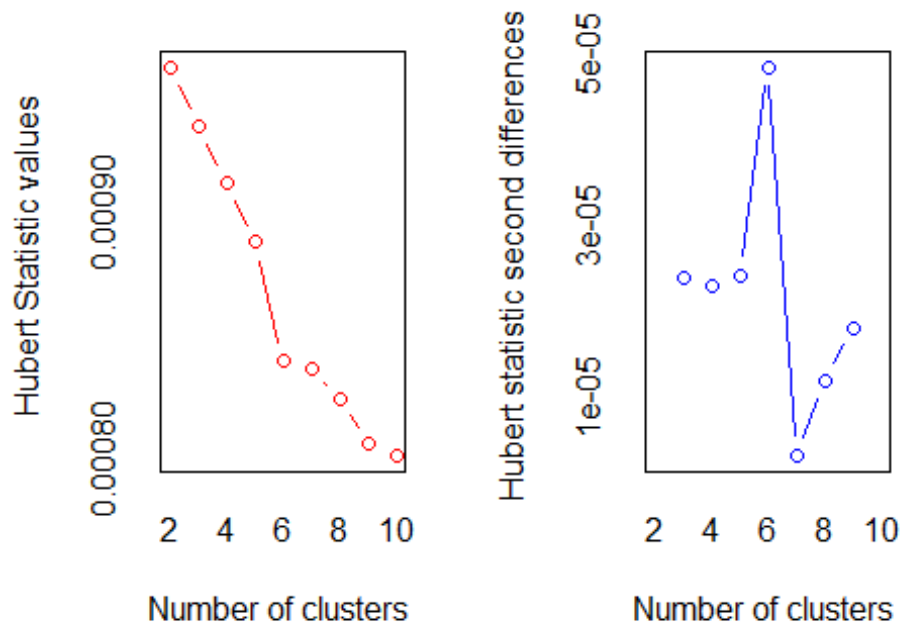 Hubert Statistic values
0.00080
0.00090
2 4 6 8 10
Number of clusters
Hubert statistic second differences
1e-05
3e-05
5e-05
2 4 6 8 10
Number of clusters